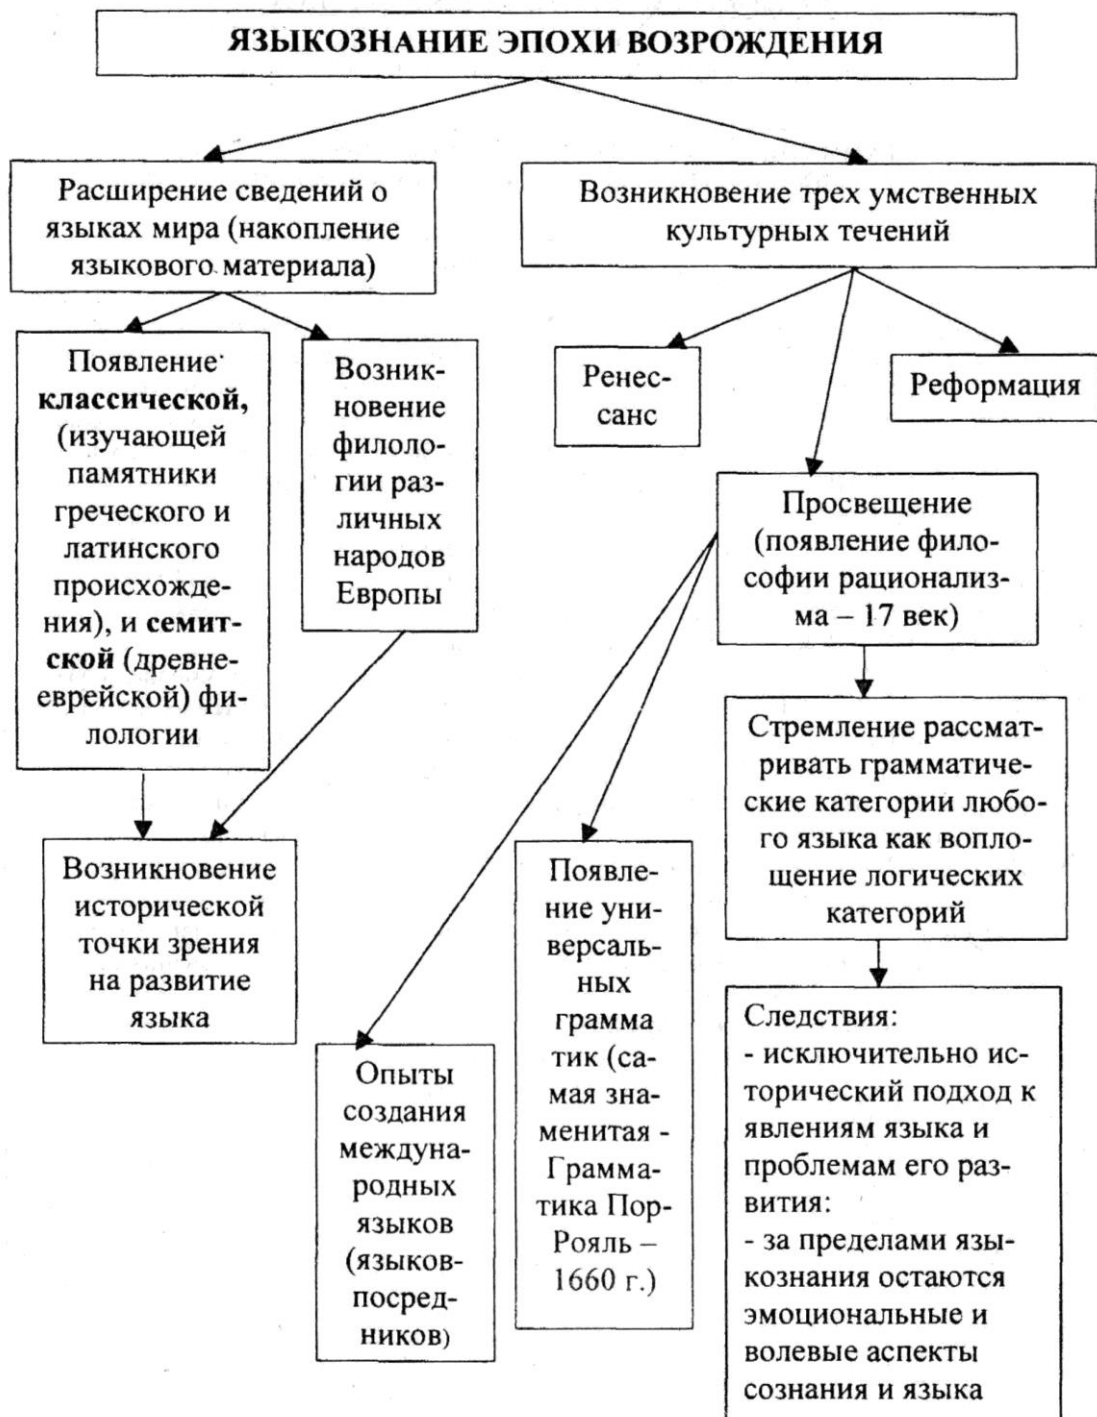 ЯЗЫКОЗНАНИЕ ЭПОХИ ВОЗРОЖДЕНИЯ
Расширение сведений о
языках мира (накопление
языкового материала)
Возникновение трех умственных
культурных течений
Появление
классической,
(изучающей
памятники
греческого и
латинского
происхожде-
ния), и семит-
ской (древне-
еврейской) фи-
лологии
Возник-
новение
филоло-
гии раз-
личных
народов
Европы
Ренес-
санс
Реформация
Просвещение
(появление фило-
софии рационализ-
ма – 17 век)
Стремление рассмат-
ривать грамматиче-
ские категории любо-
го языка как вопло-
щение логических
категорий
Возникновение
исторической
точки зрения
на развитие
языка
Опыты
создания
междуна-
родных
языков
(языков-
посред-
ников)
Появле-
ние уни-
версаль-
ных
грамма
тик (са-
мая зна-
менитая -
Грамма-
тика Пор-
Рояль –
1660 г.)
Следствия:
- исключительно ис-
торический подход к
явлениям языка и
проблемам его раз-
вития:
- за пределами язы-
кознания остаются
эмоциональные и
волевые аспекты
сознания и языка